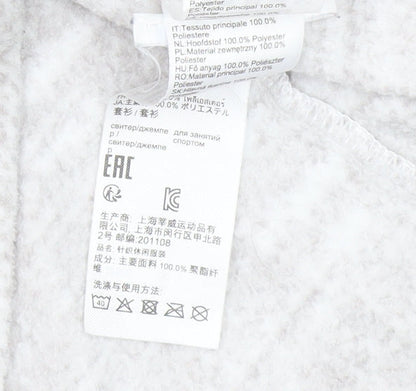 Polyester
ES:Tejido principal 100.0%
Poliéster
IT:Tessuto principale 100.0%
Poliestere
NL:Hoofdstof 100.0% Polyester
PL:Materiał zewnętrzny 100.0%
Poliester
HU:Fő anyag 100.0% Poliészter
RO:Material principal 100.0%
Poliester
100.0% ポリエステル
套衫 / 套衫
свитер/джемпе для занятий
р / спортом
свитер/джемпе
р
EAC
生产商: 上海莘威运动品有
限公司, 上海市闵行区申北路
2号 邮编:201108
品名: 针织休闲服装
成分: 主要面料 100.0% 聚酯纤
维
洗涤与使用方法:
40